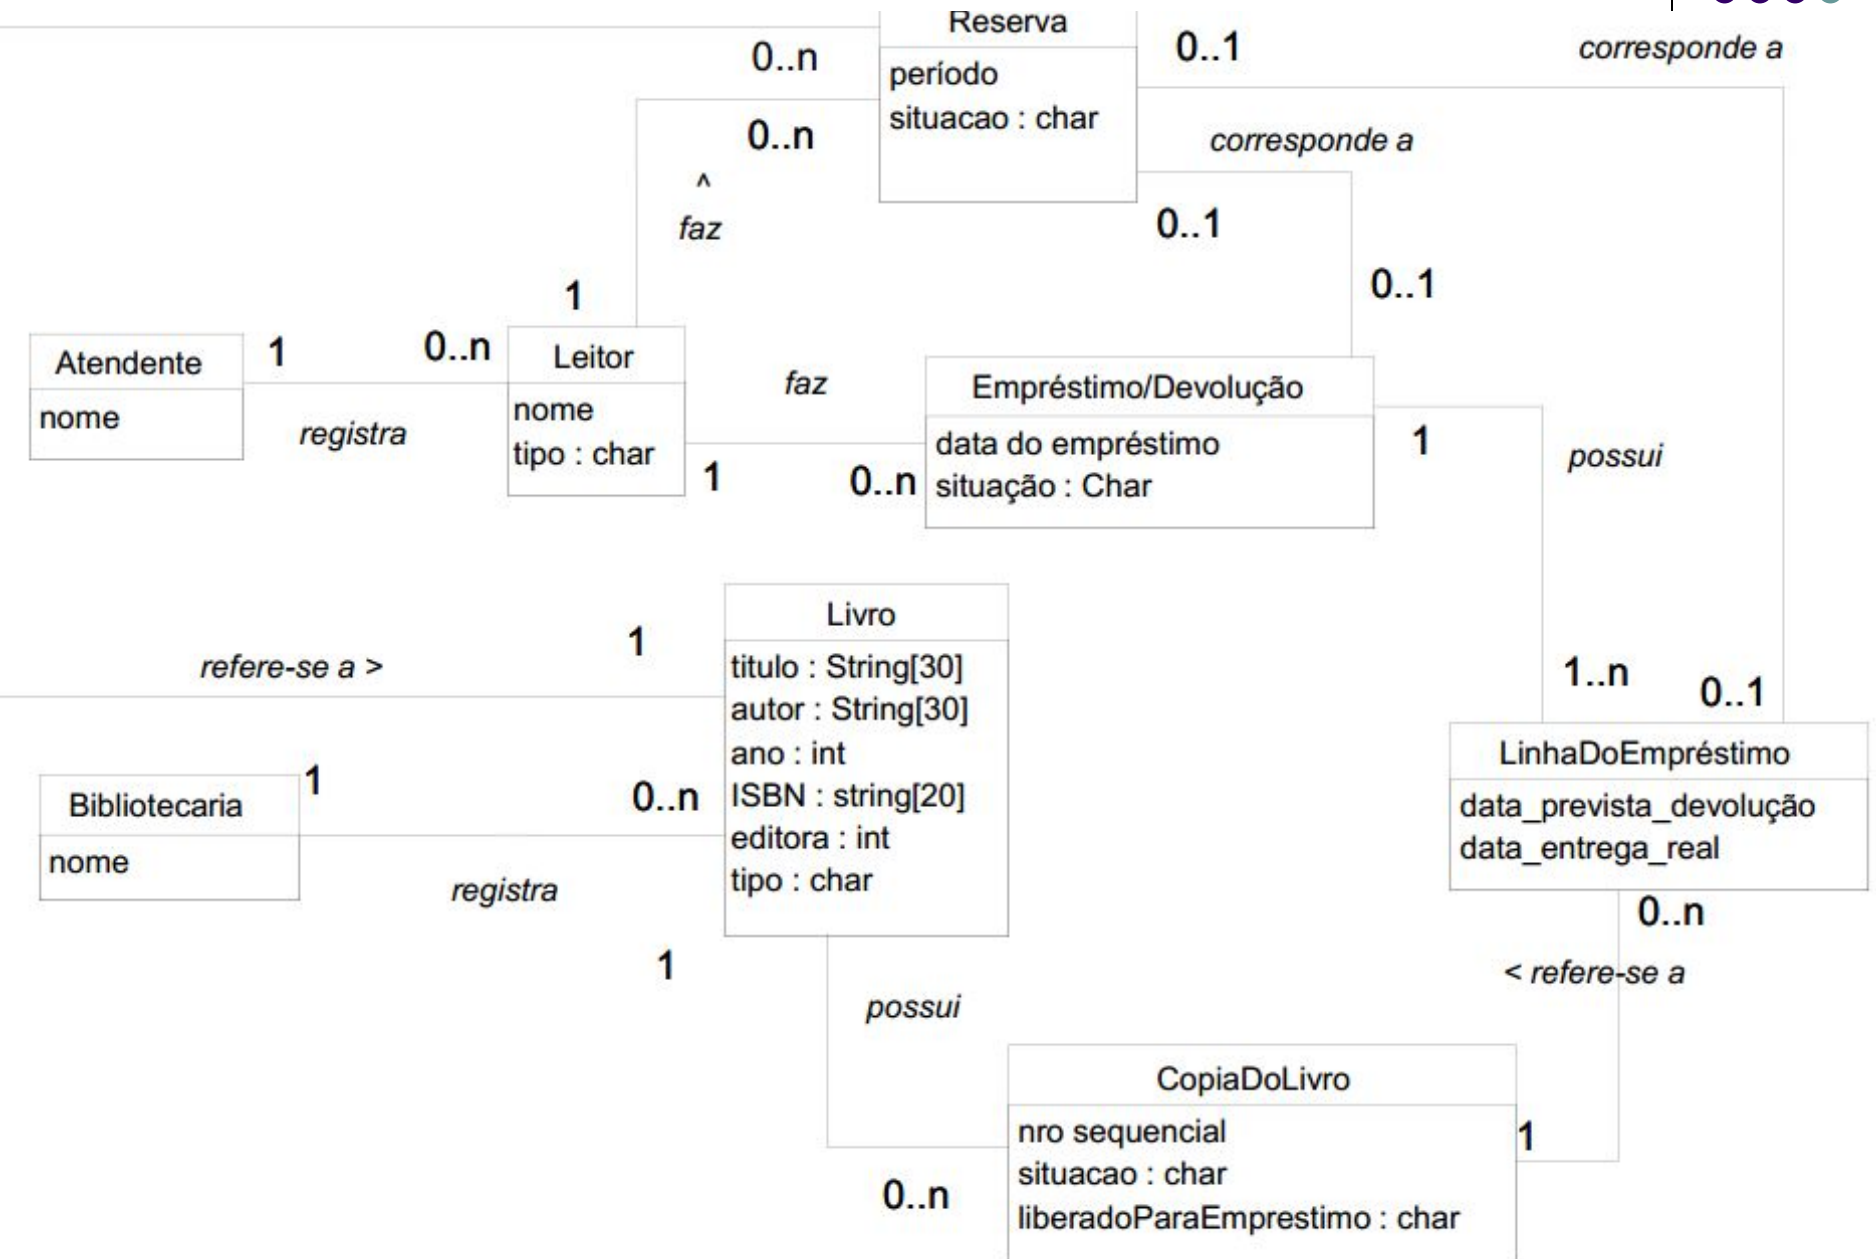 Reserva
período
situacao : char
0..n
0..n
0..1
corresponde a
corresponde a
0..1
0..1
^
faz
1
Atendente
nome
1
0..n
registra
Leitor
nome
tipo : char
faz
1
0..n
Empréstimo/Devolução
data do empréstimo
situação : Char
1
possui
1..n
0..1
refere-se a >
1
Livro
titulo : String[30]
autor : String[30]
ano : int
ISBN : string[20]
editora : int
tipo : char
Bibliotecaria
nome
1
0..n
registra
LinhaDoEmpréstimo
data_prevista_devolução
data_entrega_real
0..n
< refere-se a
1
possui
0..n
CopiaDoLivro
nro sequencial
situacao : char
liberadoParaEmprestimo : char
1